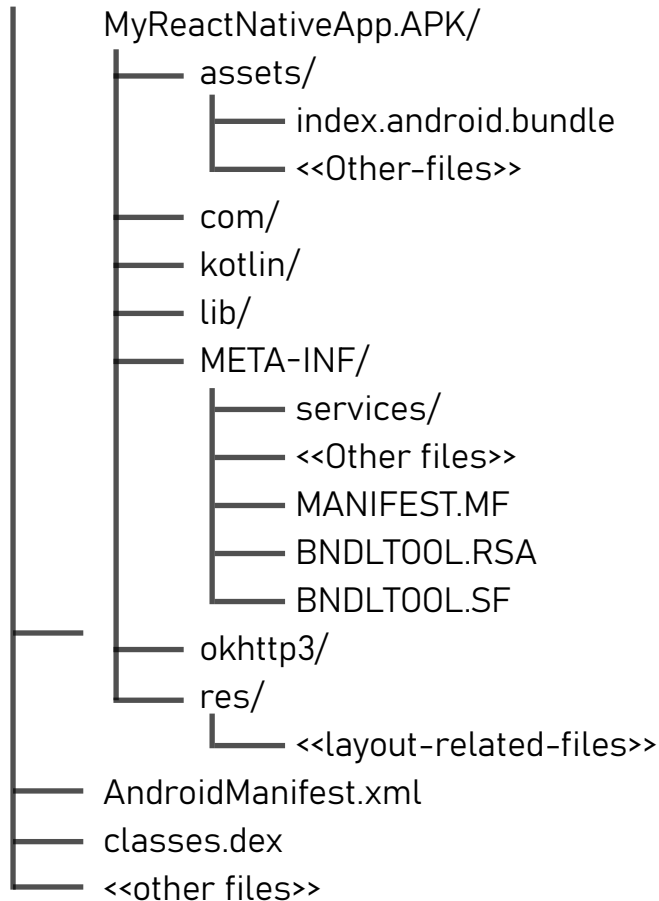 MyReactNativeApp.APK/
assets/
index.android.bundle
<<Other-files>>
com/
kotlin/
lib/
META-INF/
services/
<<Other files>>
MANIFEST.MF
BNDLTOOL.RSA
BNDLTOOL.SF
okhttp3/
res/
<<layout-related-files>>
AndroidManifest.xml
classes.dex
<<other files>>